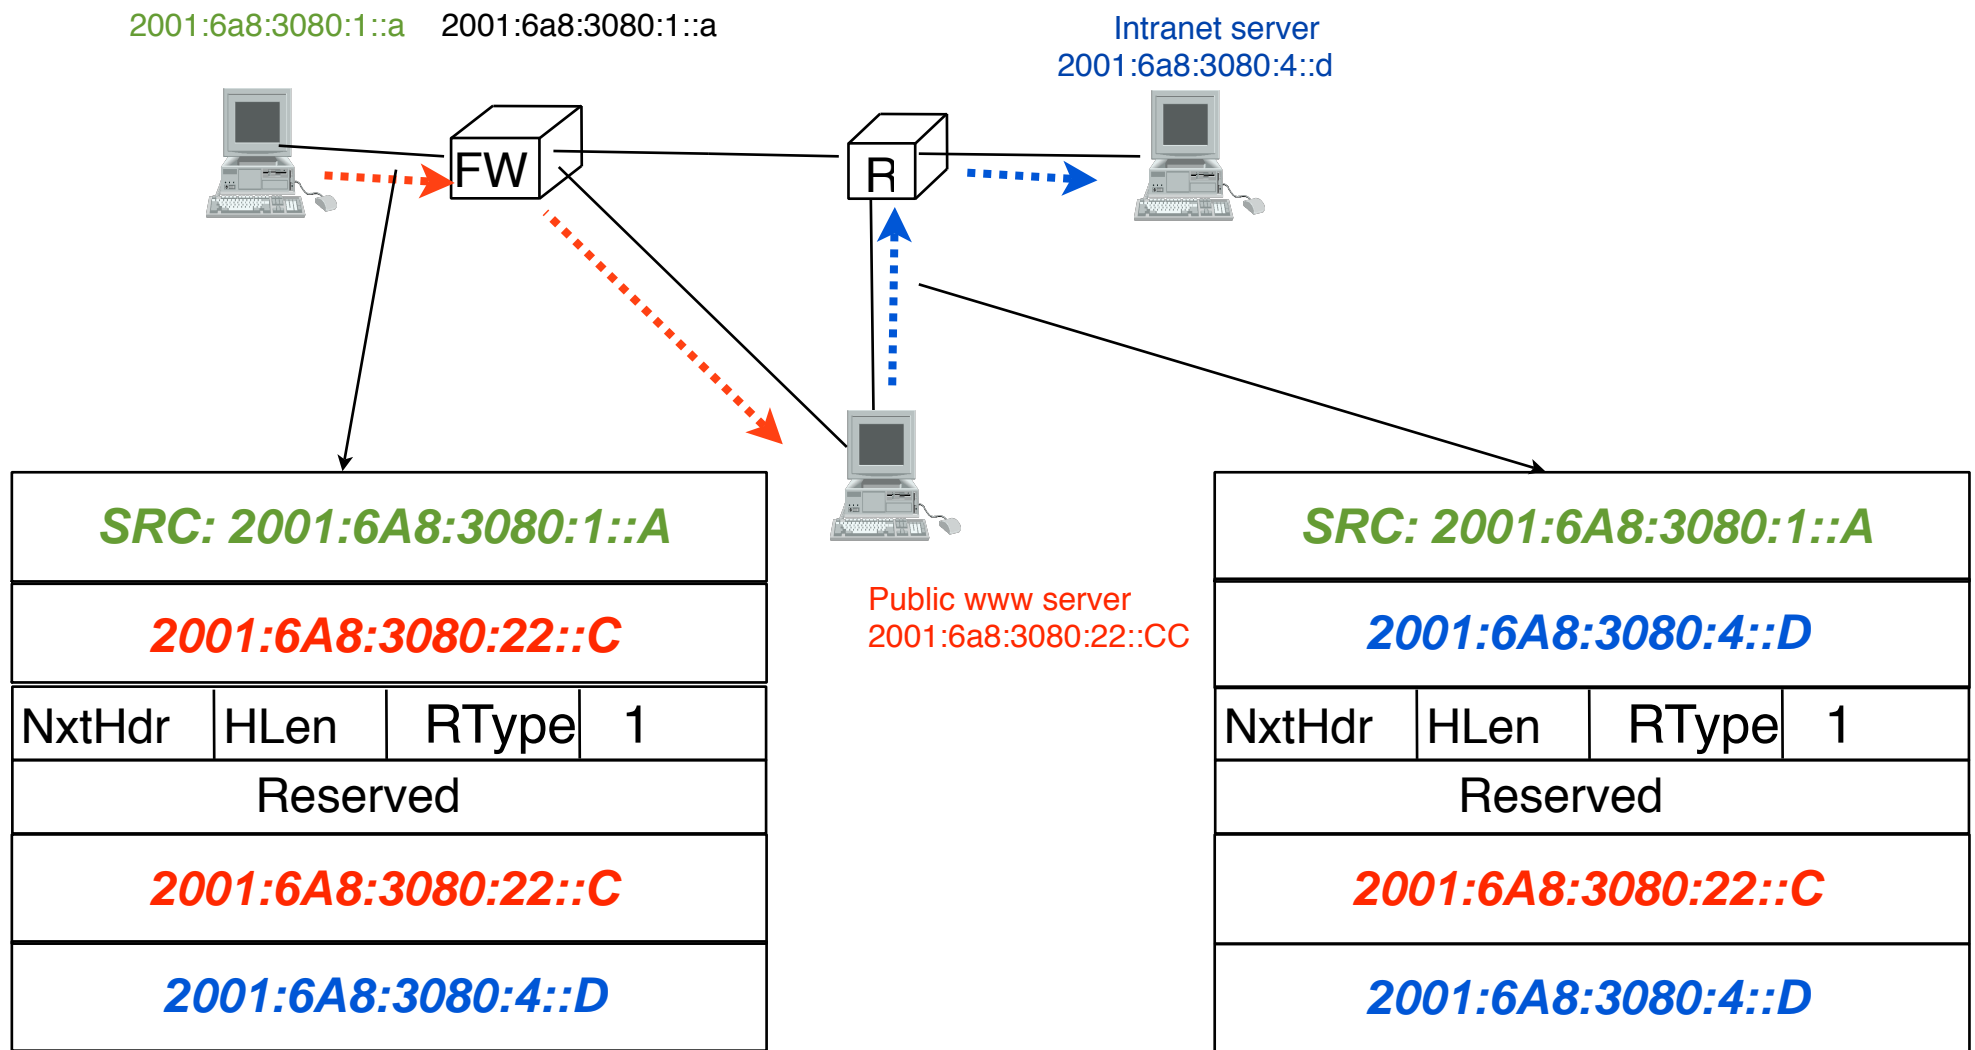 2001:6a8:3080:1::a 2001:6a8:3080:1::a
Intranet server
2001:6a8:3080:4::d
FW
R
Public www server
2001:6a8:3080:22::CC
SRC: 2001:6A8:3080:1::A
2001:6A8:3080:22::C
NxtHdr HLen RType 1
Reserved
2001:6A8:3080:22::C
2001:6A8:3080:4::D
SRC: 2001:6A8:3080:1::A
2001:6A8:3080:4::D
NxtHdr HLen RType 1
Reserved
2001:6A8:3080:22::C
2001:6A8:3080:4::D